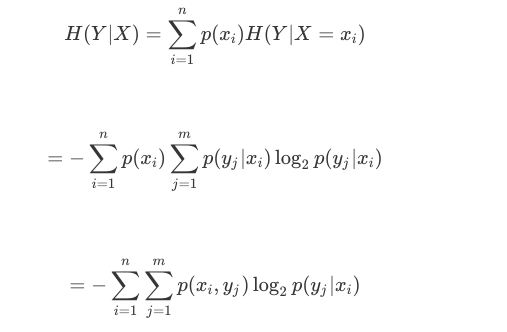 H(Y|X) = \sum_{i=1}^{n} p(x_i) H(Y|X = x_i)
= - \sum_{i=1}^{n} p(x_i) \sum_{j=1}^{m} p(y_j|x_i) \log_2 p(y_j|x_i)
= - \sum_{i=1}^{n} \sum_{j=1}^{m} p(x_i, y_j) \log_2 p(y_j|x_i)